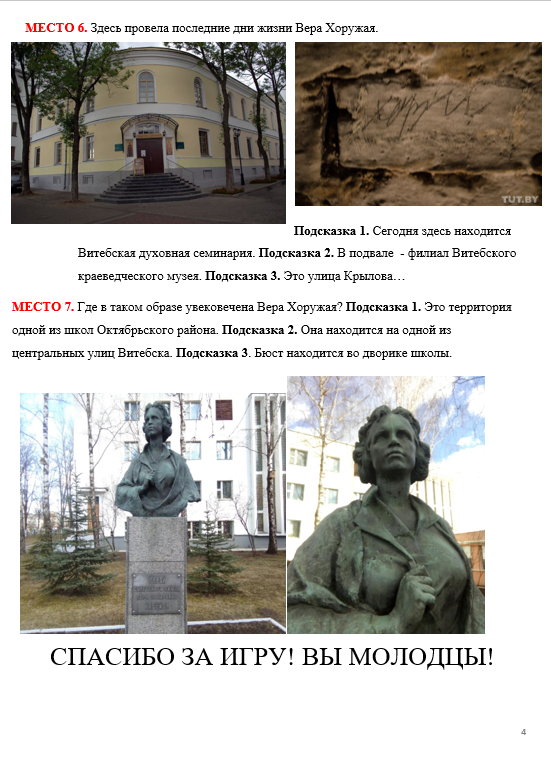 МЕСТО 6. Здесь провела последние дни жизни Вера Хоружая.
TUT.BY
Подсказка 1. Сегодня здесь находится
Витебская духовная семинария. Подсказка 2. В подвале - филиал Витебского
краеведческого музея. Подсказка 3. Это улица Крылова…
МЕСТО 7. Где в таком образе увековечена Вера Хоружая? Подсказка 1. Это территория
одной из школ Октябрьского района. Подсказка 2. Она находится на одной из
центральных улиц Витебска. Подсказка 3. Бюст находится во дворике школы.
СПАСИБО ЗА ИГРУ! ВЫ МОЛОДЦЫ!
4